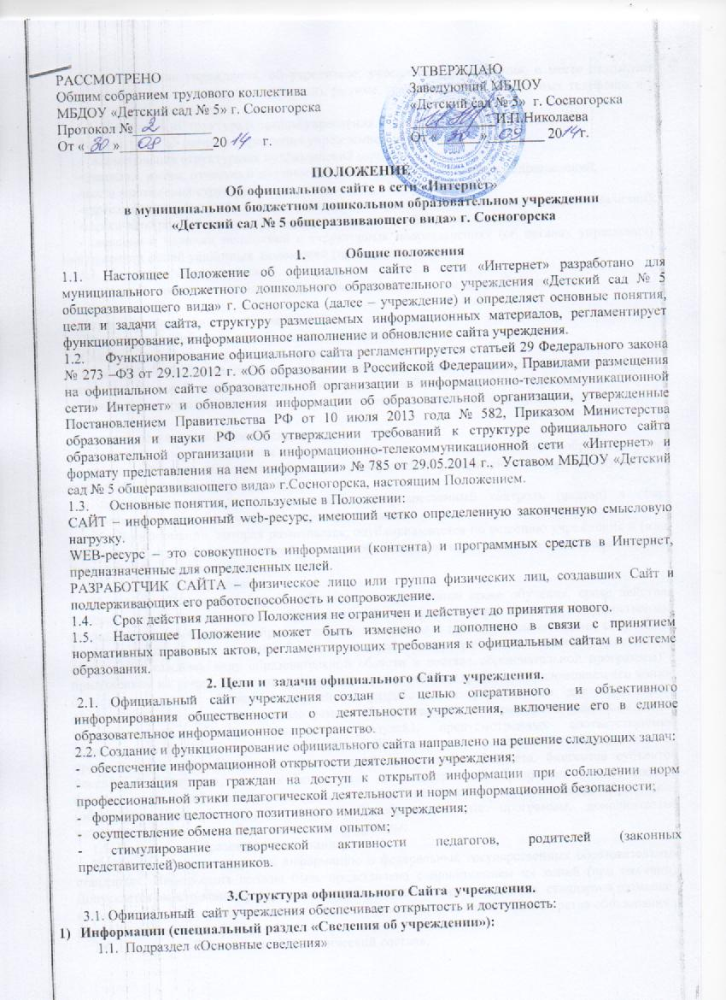 РАССМОТРЕНО
Общим собранием трудового коллектива
МБДОУ «Детский сад № 5» г. Сосногорска
Протокол № 2
От « 30 » 08 20 14 г.
УТВЕРЖДАЮ
Заведующий МБДОУ
«Детский сад № 5» г. Сосногорска
И.П.Николаева
От « 30 » 09 2014г.
ПОЛОЖЕНИЕ
Об официальном сайте в сети «Интернет»
в муниципальном бюджетном дошкольном образовательном учреждении
«Детский сад № 5 общеразвивающего вида» г. Сосногорска
1. Общие положения
1.1. Настоящее Положение об официальном сайте в сети «Интернет» разработано для
муниципального бюджетного дошкольного образовательного учреждения «Детский сад № 5
общеразвивающего вида» г. Сосногорска (далее – учреждение) и определяет основные понятия,
цели и задачи сайта, структуру размещаемых информационных материалов, регламентирует
функционирование, информационное наполнение и обновление сайта учреждения.
1.2. Функционирование официального сайта регламентируется статьей 29 Федерального закона
№ 273 –ФЗ от 29.12.2012 г. «Об образовании в Российской Федерации», Правилами размещения
на официальном сайте образовательной организации в информационно-телекоммуникационной
сети» Интернет» и обновления информации об образовательной организации, утвержденные
Постановлением Правительства РФ от 10 июля 2013 года № 582, Приказом Министерства
образования и науки РФ «Об утверждении требований к структуре официального сайта
образовательной организации в информационно-телекоммуникационной сети «Интернет» и
формату представления на нем информации» № 785 от 29.05.2014 г., Уставом МБДОУ «Детский
сад № 5 общеразвивающего вида» г.Сосногорска, настоящим Положением.
1.3. Основные понятия, используемые в Положении:
САЙТ – информационный web-ресурс, имеющий четко определенную законченную смысловую
нагрузку.
WEB-ресурс – это совокупность информации (контента) и программных средств в Интернет,
предназначенные для определенных целей.
РАЗРАБОТЧИК САЙТА – физическое лицо или группа физических лиц, создавших Сайт и
поддерживающих его работоспособность и сопровождение.
1.4. Срок действия данного Положения не ограничен и действует до принятия нового.
1.5. Настоящее Положение может быть изменено и дополнено в связи с принятием
нормативных правовых актов, регламентирующих требования к официальным сайтам в системе
образования.
2. Цели и задачи официального Сайта учреждения.
2.1. Официальный сайт учреждения создан с целью оперативного и объективного
информирования общественности о деятельности учреждения, включение его в единое
образовательное информационное пространство.
2.2. Создание и функционирование официального сайта направлено на решение следующих задач:
- обеспечение информационной открытости деятельности учреждения;
- реализация прав граждан на доступ к открытой информации при соблюдении норм
профессиональной этики педагогической деятельности и норм информационной безопасности;
- формирование целостного позитивного имиджа учреждения;
- осуществление обмена педагогическим опытом;
- стимулирование творческой активности педагогов, родителей (законных
представителей)воспитанников.
3.Структура официального Сайта учреждения.
3.1. Официальный сайт учреждения обеспечивает открытость и доступность:
1) Информации (специальный раздел «Сведения об учреждении»):
1.1. Подраздел «Основные сведения»